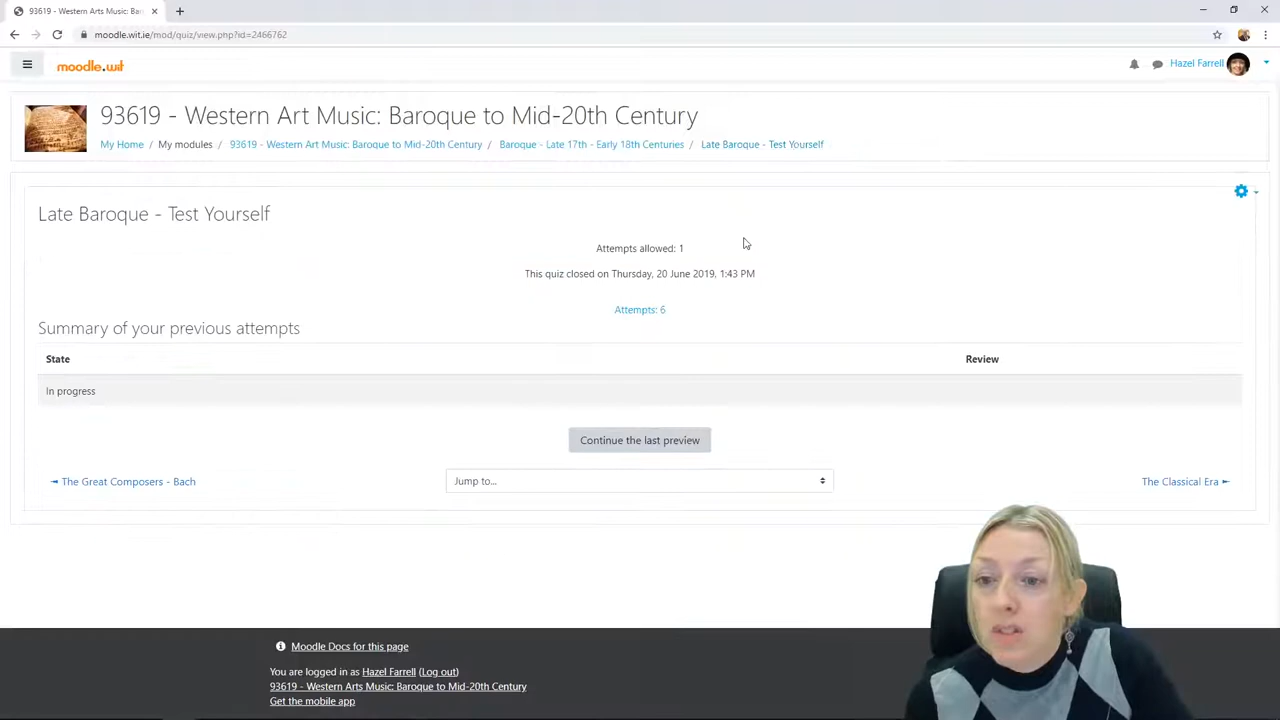 93619 - Western Arts Music: Bar
moodle.wit.ie/mod/quiz/view.php?id=2466762
moodle.wit
Hazel Farrell
93619 - Western Art Music: Baroque to Mid-20th Century
My Home / My modules / 93619 - Western Art Music: Baroque to Mid-20th Century / Baroque - Late 17th - Early 18th Centuries / Late Baroque - Test Yourself
Late Baroque - Test Yourself
Attempts allowed: 1
This quiz closed on Thursday, 20 June 2019, 1:43 PM
Attempts: 6
Summary of your previous attempts
State Review
In progress
Continue the last preview
◄ The Great Composers - Bach Jump to... The Classical Era ►
Moodle Docs for this page
You are logged in as Hazel Farrell (Log out)
93619 - Western Arts Music: Baroque to Mid-20th Century
Get the mobile app